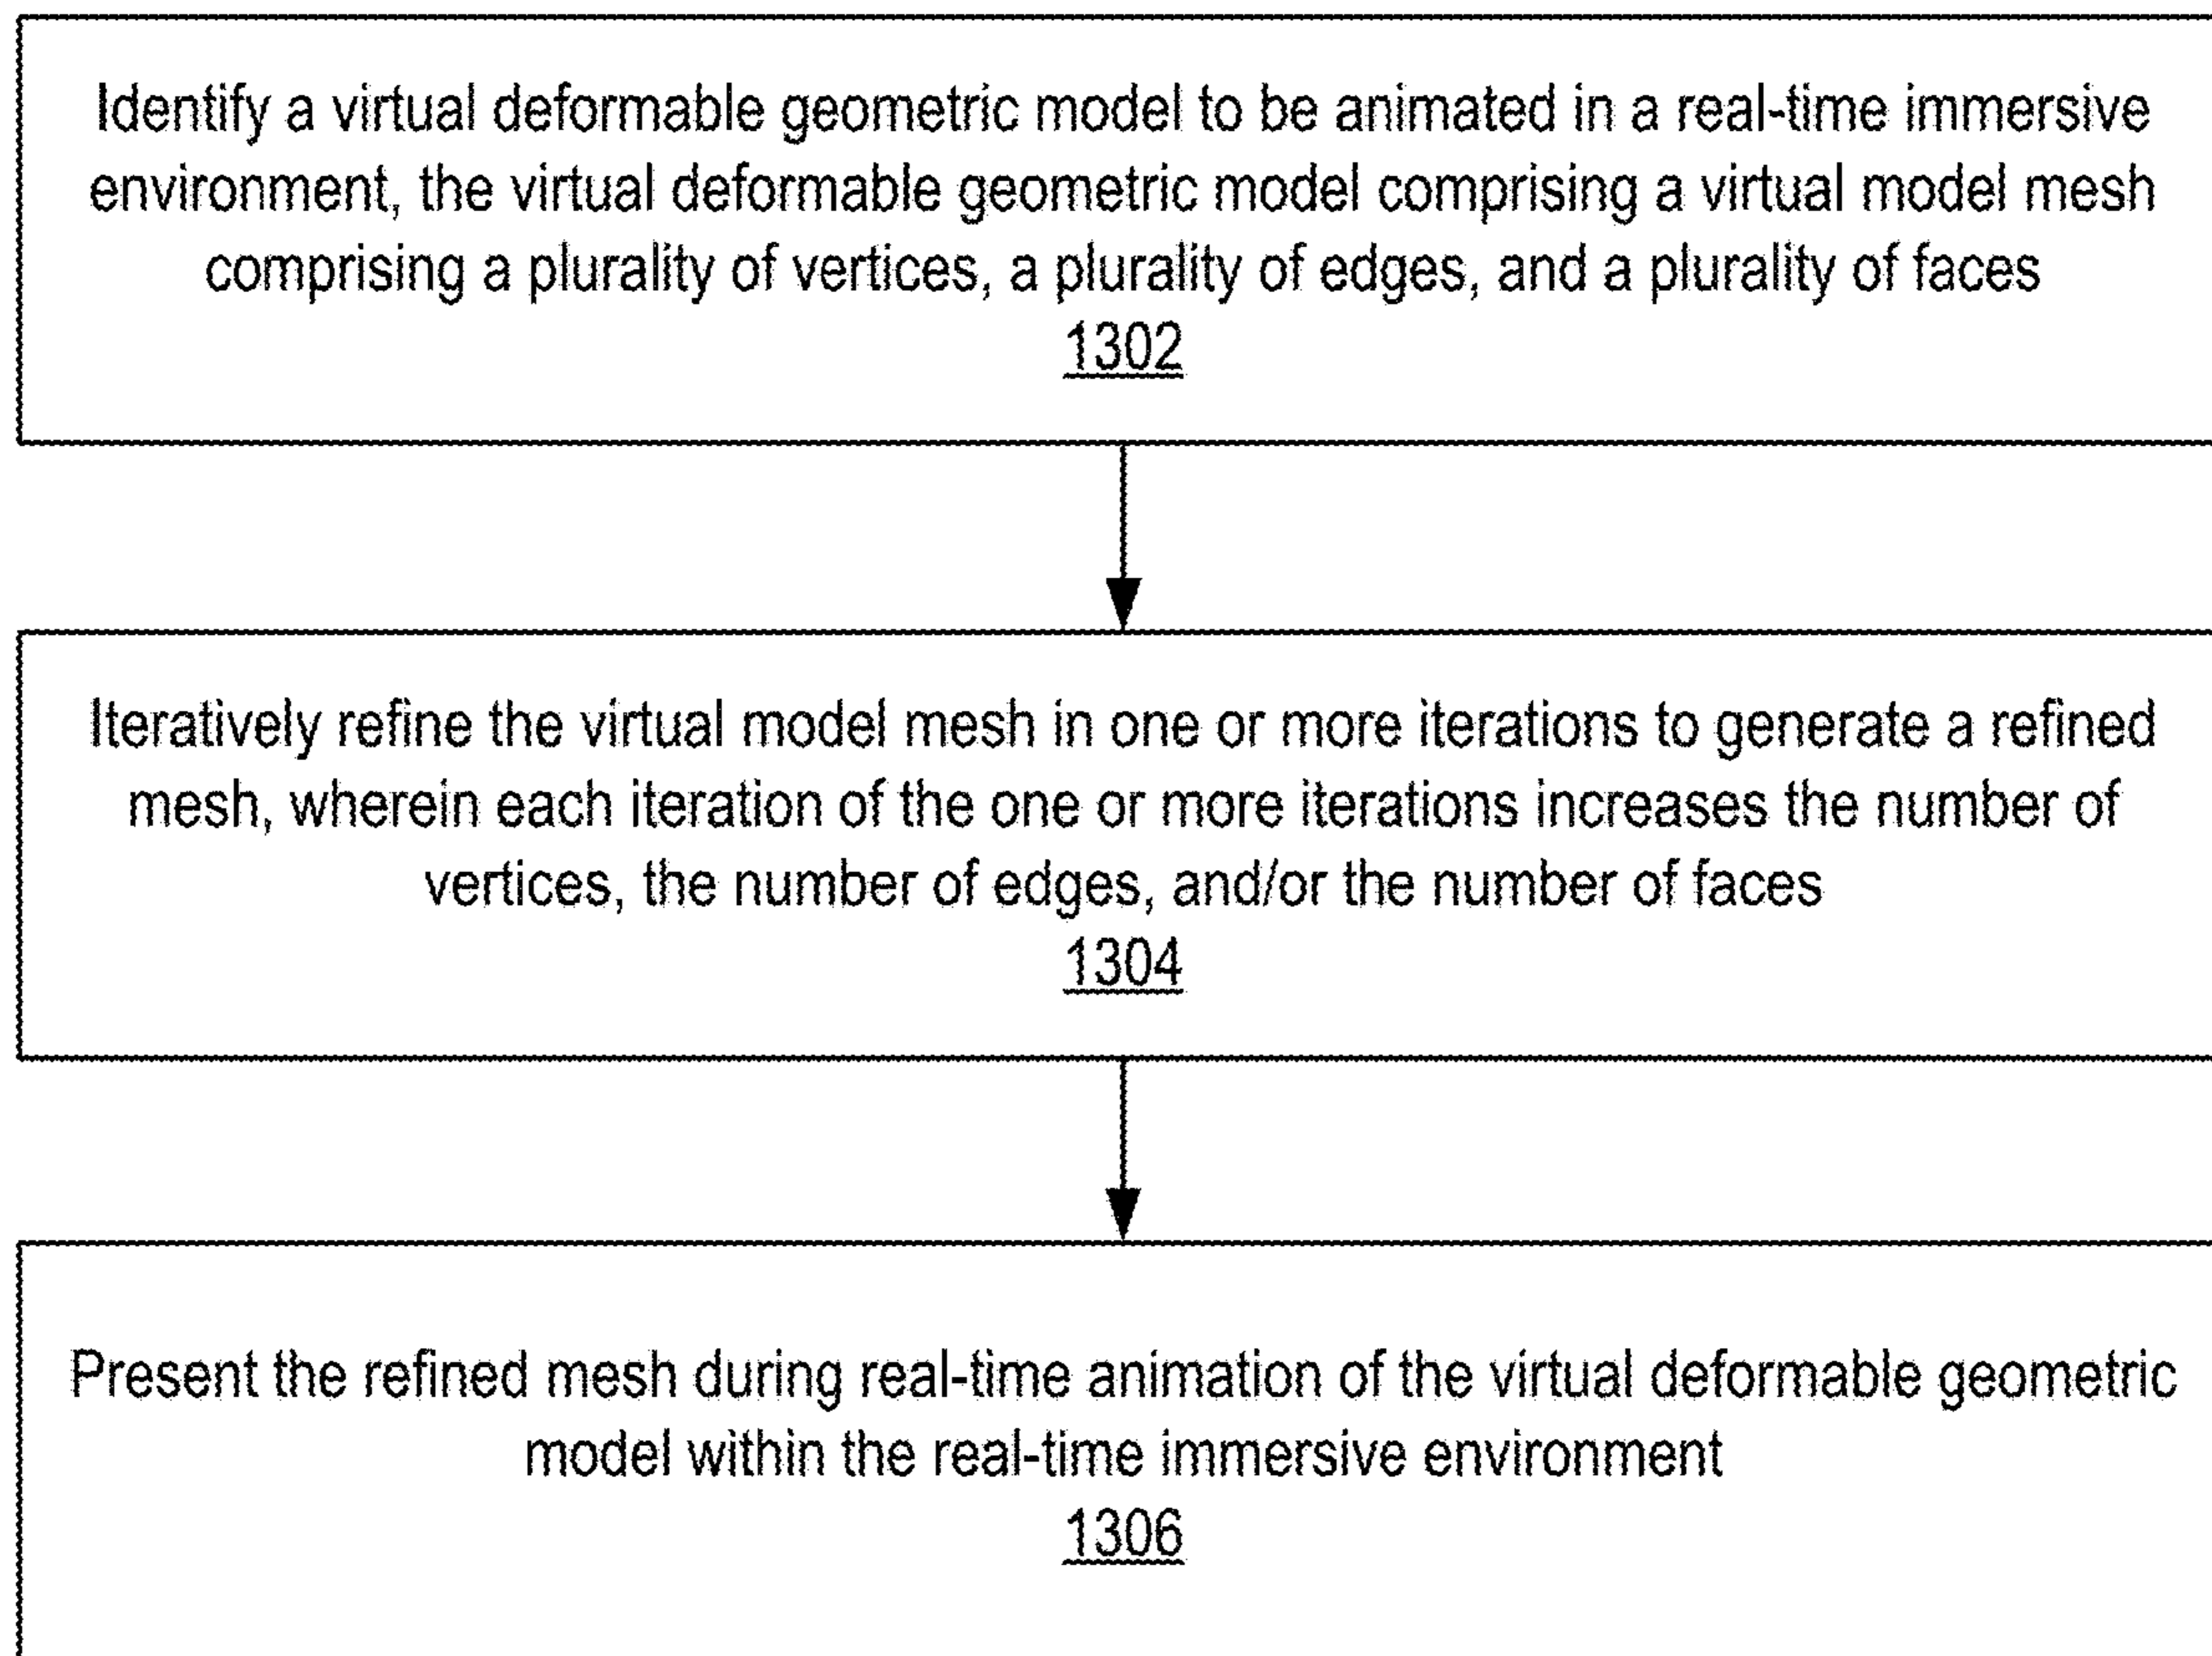 Identify a virtual deformable geometric model to be animated in a real-time immersive
environment, the virtual deformable geometric model comprising a virtual model mesh
comprising a plurality of vertices, a plurality of edges, and a plurality of faces
1302
Iteratively refine the virtual model mesh in one or more iterations to generate a refined
mesh, wherein each iteration of the one or more iterations increases the number of
vertices, the number of edges, and/or the number of faces
1304
Present the refined mesh during real-time animation of the virtual deformable geometric
model within the real-time immersive environment
1306